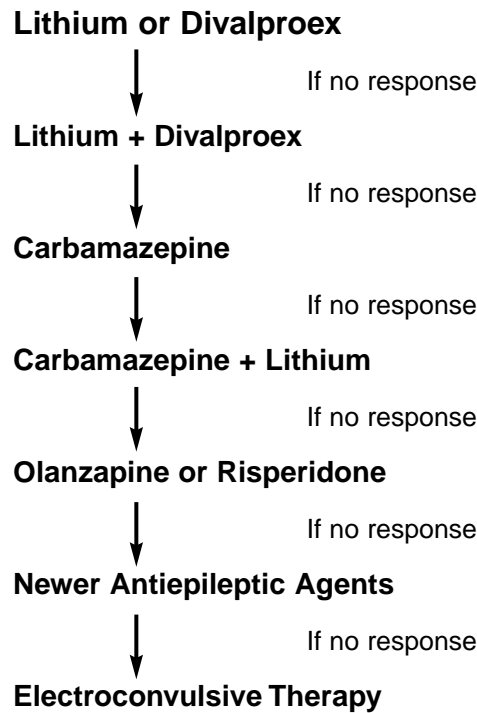 Lithium or Divalproex
If no response
Lithium + Divalproex
If no response
Carbamazepine
If no response
Carbamazepine + Lithium
If no response
Olanzapine or Risperidone
If no response
Newer Antiepileptic Agents
If no response
Electroconvulsive Therapy